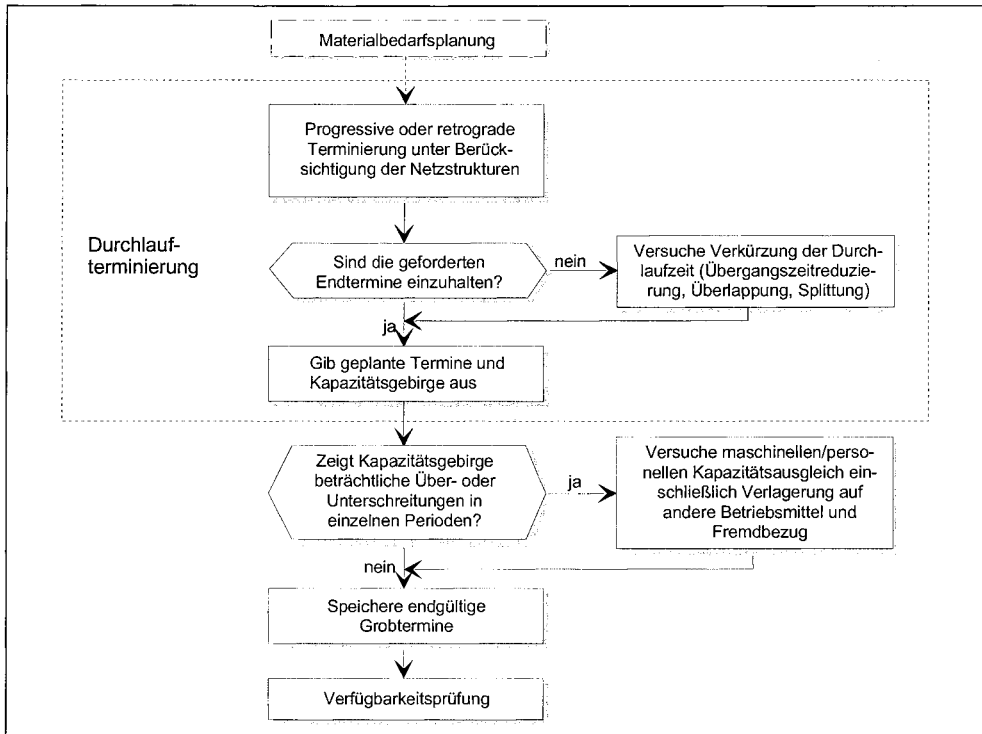 Materialbedarfsplanung
Progressive oder retrograde
Terminierung unter Berück-
sichtigung der Netzstrukturen
Durchlauf-
terminierung
Sind die geforderten
Endtermine einzuhalten?
nein
Versuche Verkürzung der Durch-
laufzeit (Übergangszeitreduzie-
rung, Überlappung, Splittung)
ja
Gib geplante Termine und
Kapazitätsgebirge aus
Zeigt Kapazitätsgebirge
beträchtliche Über- oder
Unterschreitungen in
einzelnen Perioden?
ja
Versuche maschinellen/perso-
nellen Kapazitätsausgleich ein-
schließlich Verlagerung auf
andere Betriebsmittel und
Fremdbezug
nein
Speichere endgültige
Grobtermine
Verfügbarkeitsprüfung